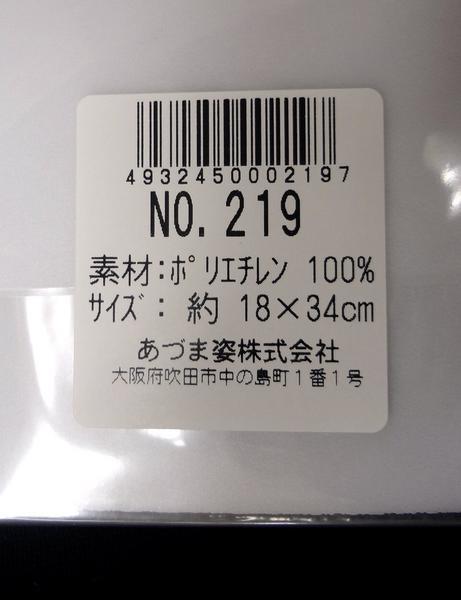 4932450002197
NO.219
素材:ﾎﾟﾘｴﾁﾚﾝ 100%
ｻｲｽﾞ: 約 18×34cm
あづま姿株式会社
大阪府吹田市中の島町1番1号